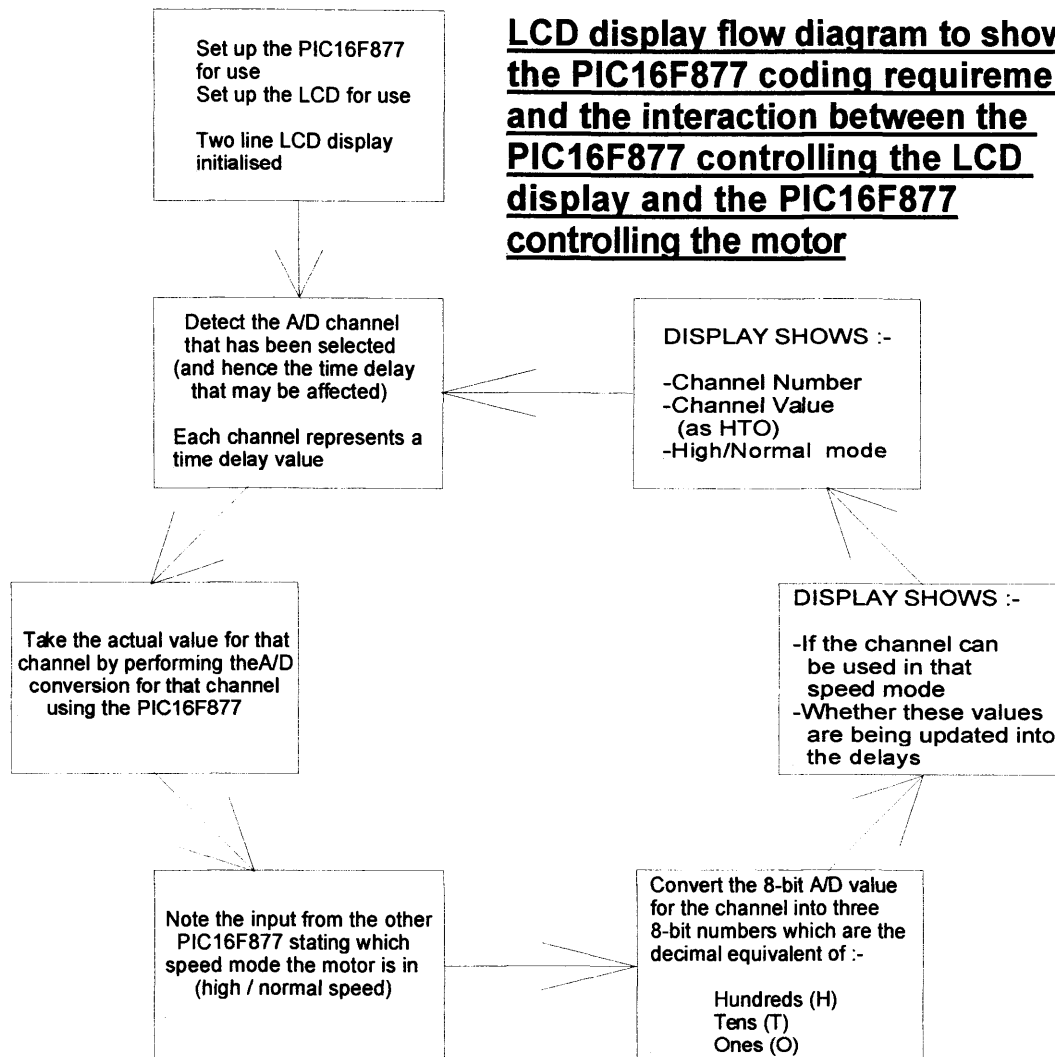 LCD display flow diagram to show
the PIC16F877 coding requireme
and the interaction between the
PIC16F877 controlling the LCD
display and the PIC16F877
controlling the motor
Set up the PIC16F877
for use
Set up the LCD for use
Two line LCD display
initialised
Detect the A/D channel
that has been selected
(and hence the time delay
that may be affected)
Each channel represents a
time delay value
Take the actual value for that
channel by performing theA/D
conversion for that channel
using the PIC16F877
Note the input from the other
PIC16F877 stating which
speed mode the motor is in
(high / normal speed)
Convert the 8-bit A/D value
for the channel into three
8-bit numbers which are the
decimal equivalent of :-
Hundreds (H)
Tens (T)
Ones (O)
DISPLAY SHOWS :-
-If the channel can
be used in that
speed mode
-Whether these values
are being updated into
the delays
DISPLAY SHOWS :-
-Channel Number
-Channel Value
(as HTO)
-High/Normal mode